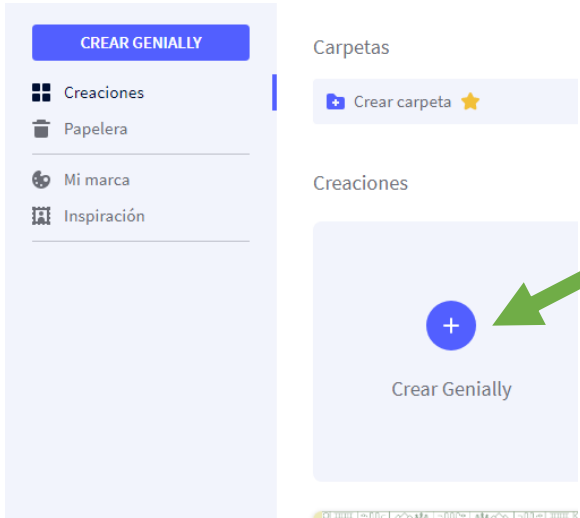 CREAR GENIALLY
Creaciones
Papelera
Mi marca
Inspiración
Carpetas
Crear carpeta
Creaciones
Crear Genially